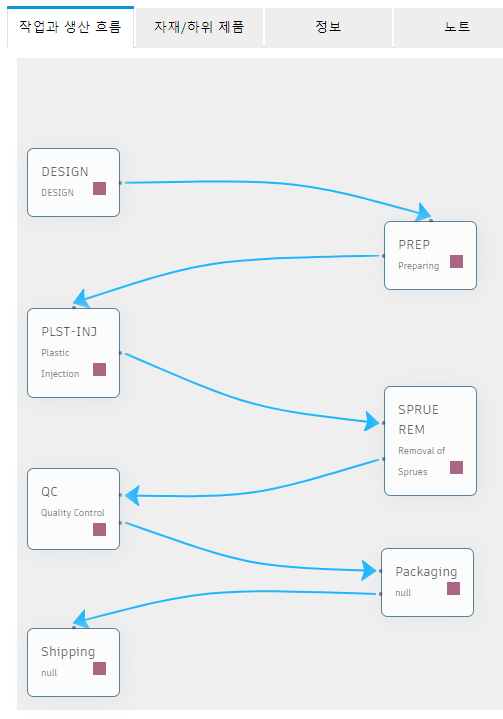 작업과 생산 흐름
자재/하위 제품
정보
노트
DESIGN
DESIGN
PREP
Preparing
PLST-INJ
Plastic
Injection
SPRUE
REM
Removal of
Sprues
QC
Quality Control
Packaging
null
Shipping
null